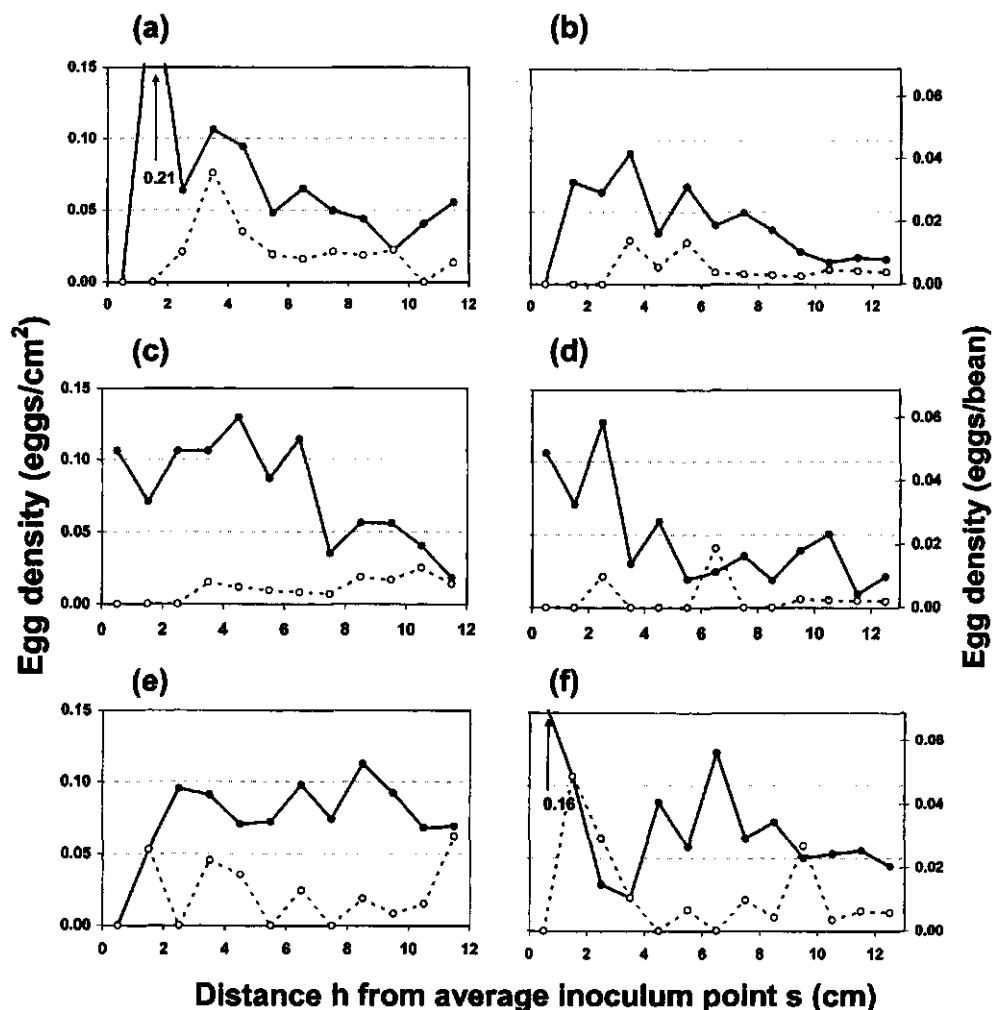 (a)
(b)
0.15
0.10
0.05
0.00
0.21
0 2 4 6 8 10 12
0.06
0.04
0.02
0.00
0 2 4 6 8 10 12
(c)
(d)
0.15
0.10
0.05
0.00
0 2 4 6 8 10 12
0.06
0.04
0.02
0.00
0 2 4 6 8 10 12
(e)
(f)
0.15
0.10
0.05
0.00
0 2 4 6 8 10 12
0.16
0.06
0.04
0.02
0.00
0 2 4 6 8 10 12
Egg density (eggs/cm²)
Egg density (eggs/bean)
Distance h from average inoculum point s (cm)